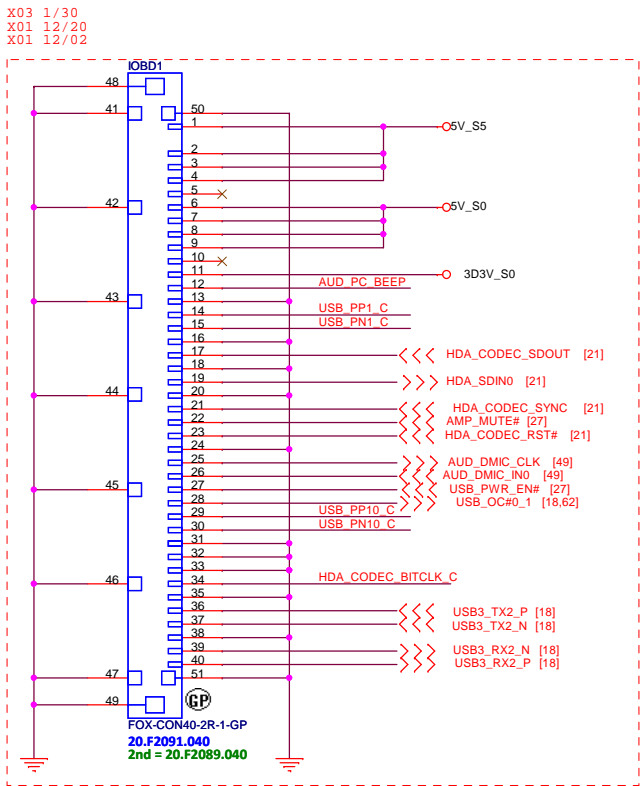 X03 1/30
X01 12/20
X01 12/02
IOBD1
48
41
50
1
5V_S5
2
3
4
5
42
6
5V_S0
7
8
9
10
11
3D3V_S0
12
AUD_PC_BEEP
43
13
14
USB_PP1_C
15
USB_PN1_C
16
17
HDA_CODEC_SDOUT [21]
18
19
HDA_SDIN0 [21]
44
20
21
HDA_CODEC_SYNC [21]
22
AMP_MUTE# [27]
23
HDA_CODEC_RST# [21]
24
25
AUD_DMIC_CLK [49]
26
AUD_DMIC_IN0 [49]
45
27
USB_PWR_EN# [27]
28
USB_OC#0_1 [18,62]
29
USB_PP10_C
30
USB_PN10_C
31
32
33
46
34
HDA_CODEC_BITCLK_C
35
36
USB3_TX2_P [18]
37
USB3_TX2_N [18]
38
39
USB3_RX2_N [18]
40
USB3_RX2_P [18]
47
51
49
GP
FOX-CON40-2R-1-GP
20.F2091.040
2nd = 20.F2089.040